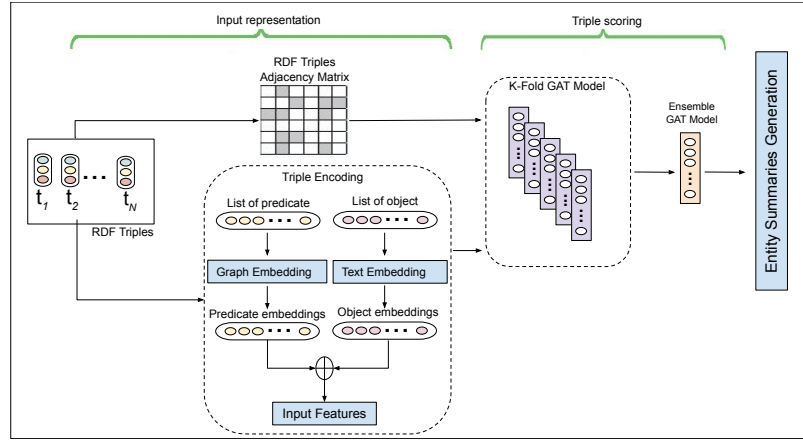 Input representation
Triple scoring
RDF Triples
Adjacency Matrix
K-Fold GAT Model
Ensemble
GAT Model
Entity Summaries Generation
t1 t2 tN
RDF Triples
Triple Encoding
List of predicate
List of object
Graph Embedding
Text Embedding
Predicate embeddings
Object embeddings
Input Features